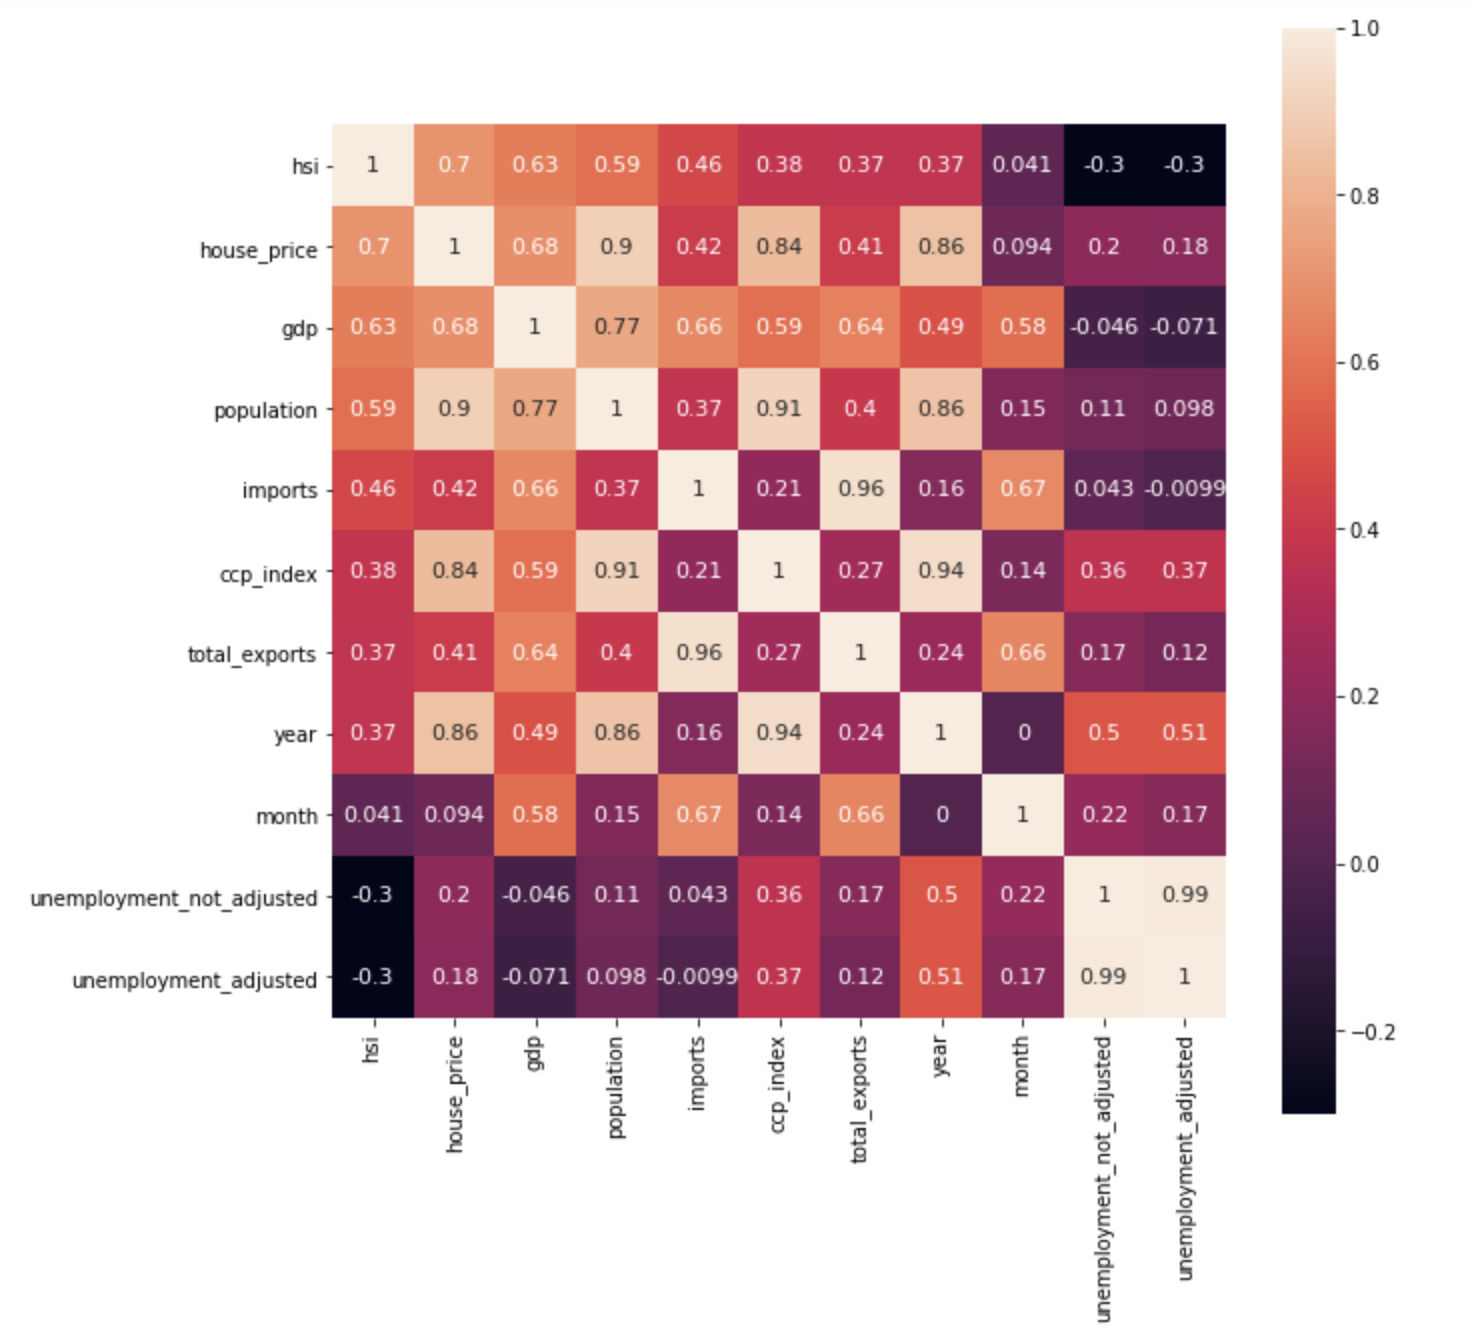 1.0
hsi 1 0.7 0.63 0.59 0.46 0.38 0.37 0.37 0.041 -0.3 -0.3
0.8
house_price 0.7 1 0.68 0.9 0.42 0.84 0.41 0.86 0.094 0.2 0.18
gdp 0.63 0.68 1 0.77 0.66 0.59 0.64 0.49 0.58 -0.046 -0.071
0.6
population 0.59 0.9 0.77 1 0.37 0.91 0.4 0.86 0.15 0.11 0.098
imports 0.46 0.42 0.66 0.37 1 0.21 0.96 0.16 0.67 0.043 -0.0099
0.4
ccp_index 0.38 0.84 0.59 0.91 0.21 1 0.27 0.94 0.14 0.36 0.37
total_exports 0.37 0.41 0.64 0.4 0.96 0.27 1 0.24 0.66 0.17 0.12
0.2
year 0.37 0.86 0.49 0.86 0.16 0.94 0.24 1 0 0.5 0.51
month 0.041 0.094 0.58 0.15 0.67 0.14 0.66 0 1 0.22 0.17
0.0
unemployment_not_adjusted -0.3 0.2 -0.046 0.11 0.043 0.36 0.17 0.5 0.22 1 0.99
unemployment_adjusted -0.3 0.18 -0.071 0.098 -0.0099 0.37 0.12 0.51 0.17 0.99 1
−0.2
hsi
house_price
gdp
population
imports
ccp_index
total_exports
year
month
unemployment_not_adjusted
unemployment_adjusted